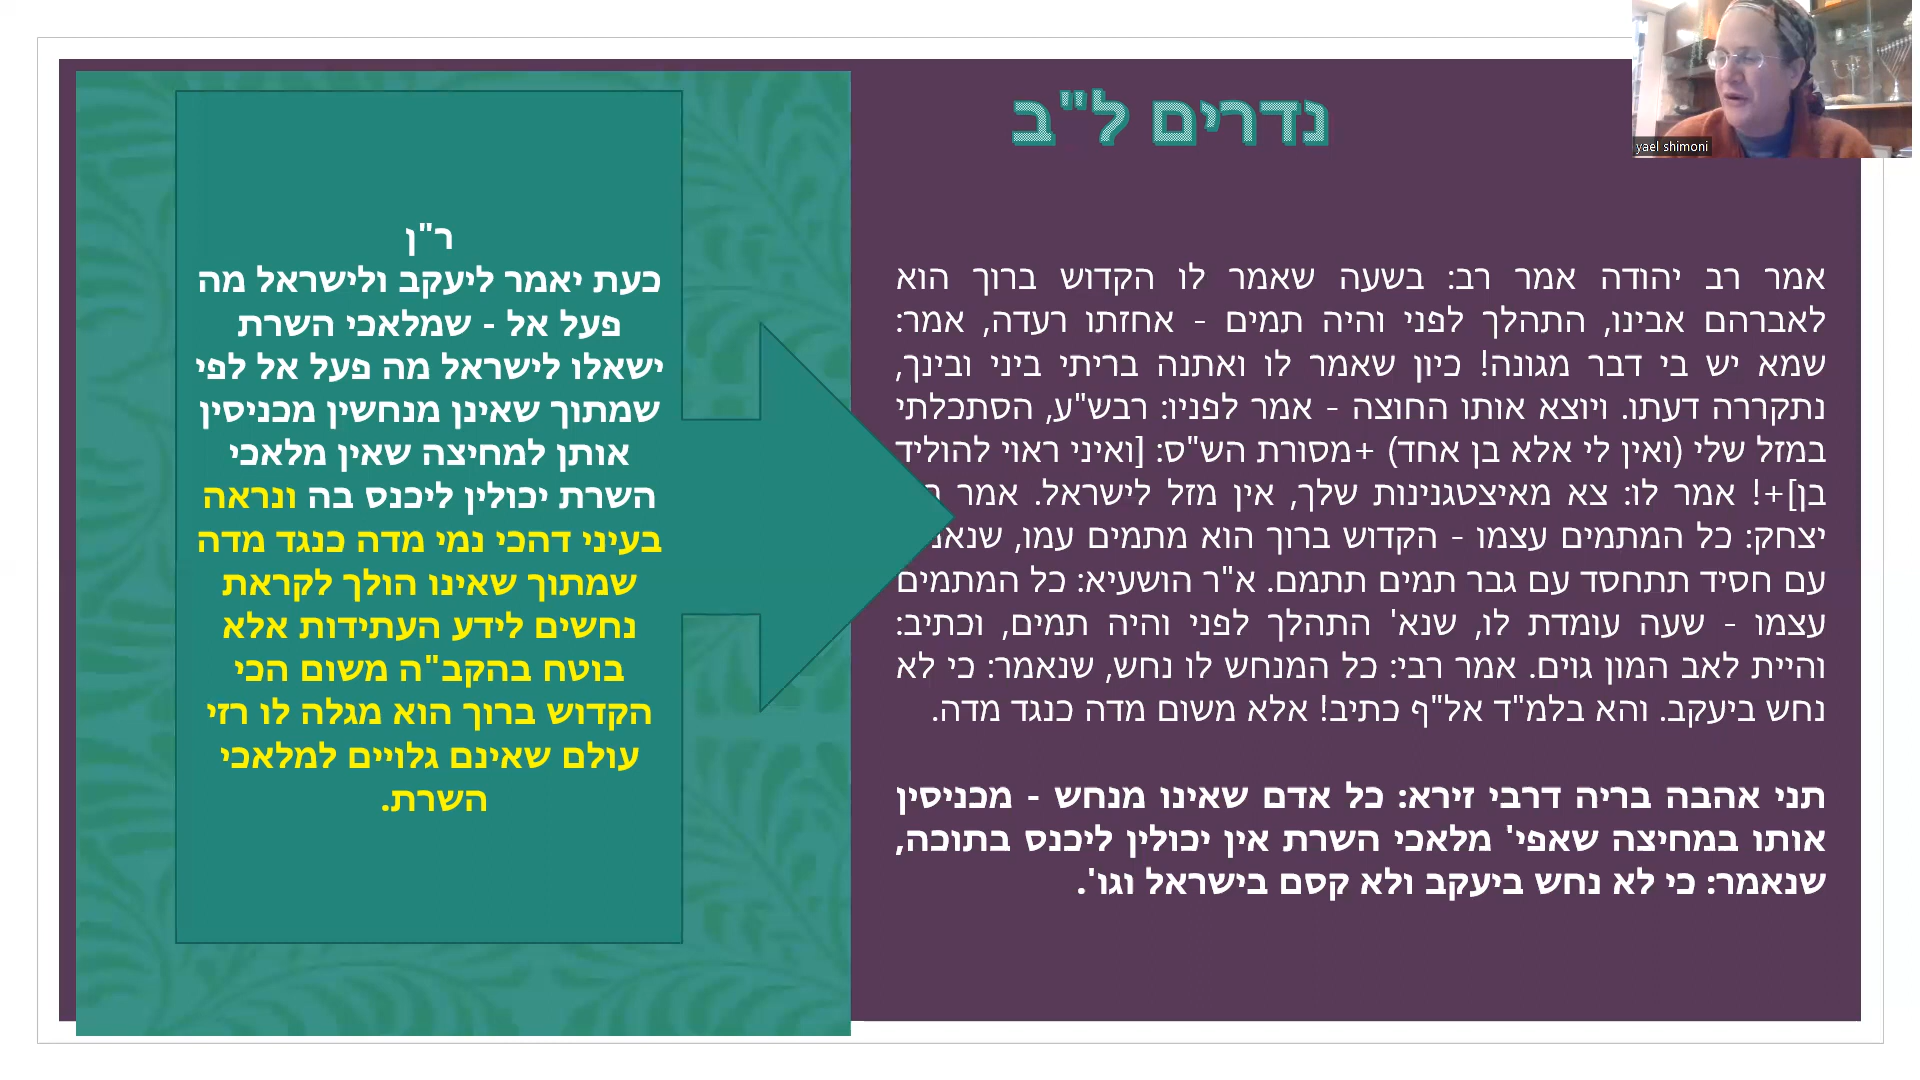 נדרים ל"ב
אמר רב יהודה אמר רב: בשעה שאמר לו הקדוש ברוך הוא
לאברהם אבינו, התהלך לפני והיה תמים - אחזתו רעדה, אמר:
שמא יש בי דבר מגונה! כיון שאמר לו ואתנה בריתי ביני ובינך,
נתקררה דעתו. ויוצא אותו החוצה - אמר לפניו: רבש"ע, הסתכלתי
במזל שלי (ואין לי אלא בן אחד) +מסורת הש"ס: [ואיני ראוי להוליד
בן]+! אמר לו: צא מאיצטגנינות שלך, אין מזל לישראל. אמר
יצחק: כל המתמים עצמו - הקדוש ברוך הוא מתמים עמו,
עם חסיד תתחסד עם גבר תמים תתמם. א"ר הושעיא: כל המתמים
עצמו - שעה עומדת לו, שנא' התהלך לפני והיה תמים, וכתיב:
והיית לאב המון גוים. אמר רבי: כל המנחש לו נחש, שנאמר: כי לא
נחש ביעקב. והא בלמ"ד אל"ף כתיב! אלא משום מדה כנגד מדה.
תני אהבה בריה דרבי זירא: כל אדם שאינו מנחש - מכניסין
אותו במחיצה שאפי' מלאכי השרת אין יכולין ליכנס בתוכה,
שנאמר: כי לא נחש ביעקב ולא קסם בישראל וגו'.
ר"ן
כעת יאמר ליעקב ולישראל מה
פעל אל - שמלאכי השרת
ישאלו לישראל מה פעל אל לפי
שמתוך שאינן מנחשין מכניסין
אותן למחיצה שאין מלאכי
השרת יכולין ליכנס בה ונראה
בעיני דהכי נמי מדה כנגד מדה
שמתוך שאינו הולך לקראת
נחשים לידע העתידות אלא
בוטח בהקב"ה משום הכי
הקדוש ברוך הוא מגלה לו רזי
עולם שאינם גלויים למלאכי
השרת.
yael shimoni